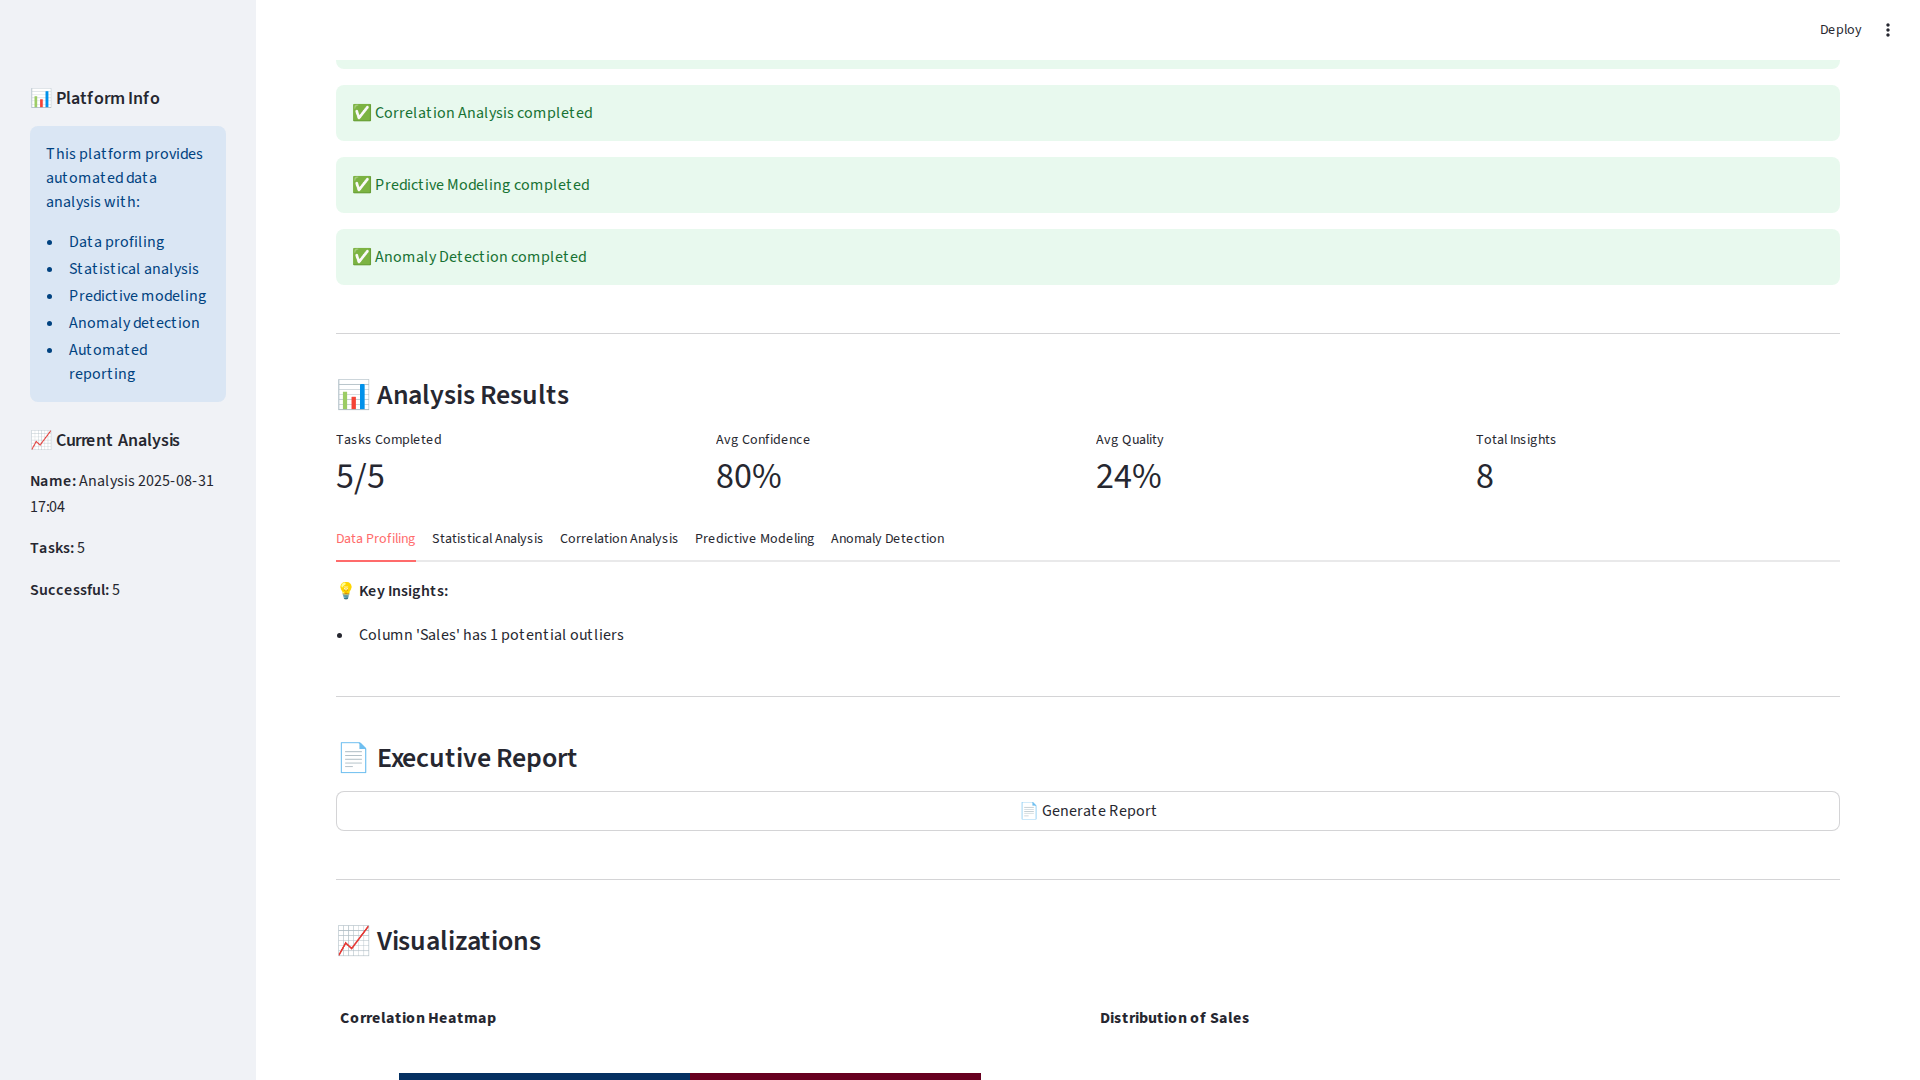 Deploy
📊 Platform Info
This platform provides
automated data
analysis with:
• Data profiling
• Statistical analysis
• Predictive modeling
• Anomaly detection
• Automated
reporting
📈 Current Analysis
Name: Analysis 2025-08-31
17:04
Tasks: 5
Successful: 5
✅ Correlation Analysis completed
✅ Predictive Modeling completed
✅ Anomaly Detection completed
📊 Analysis Results
Tasks Completed Avg Confidence Avg Quality Total Insights
5/5 80% 24% 8
Data Profiling Statistical Analysis Correlation Analysis Predictive Modeling Anomaly Detection
💡 Key Insights:
• Column 'Sales' has 1 potential outliers
📄 Executive Report
📄 Generate Report
📈 Visualizations
Correlation Heatmap Distribution of Sales